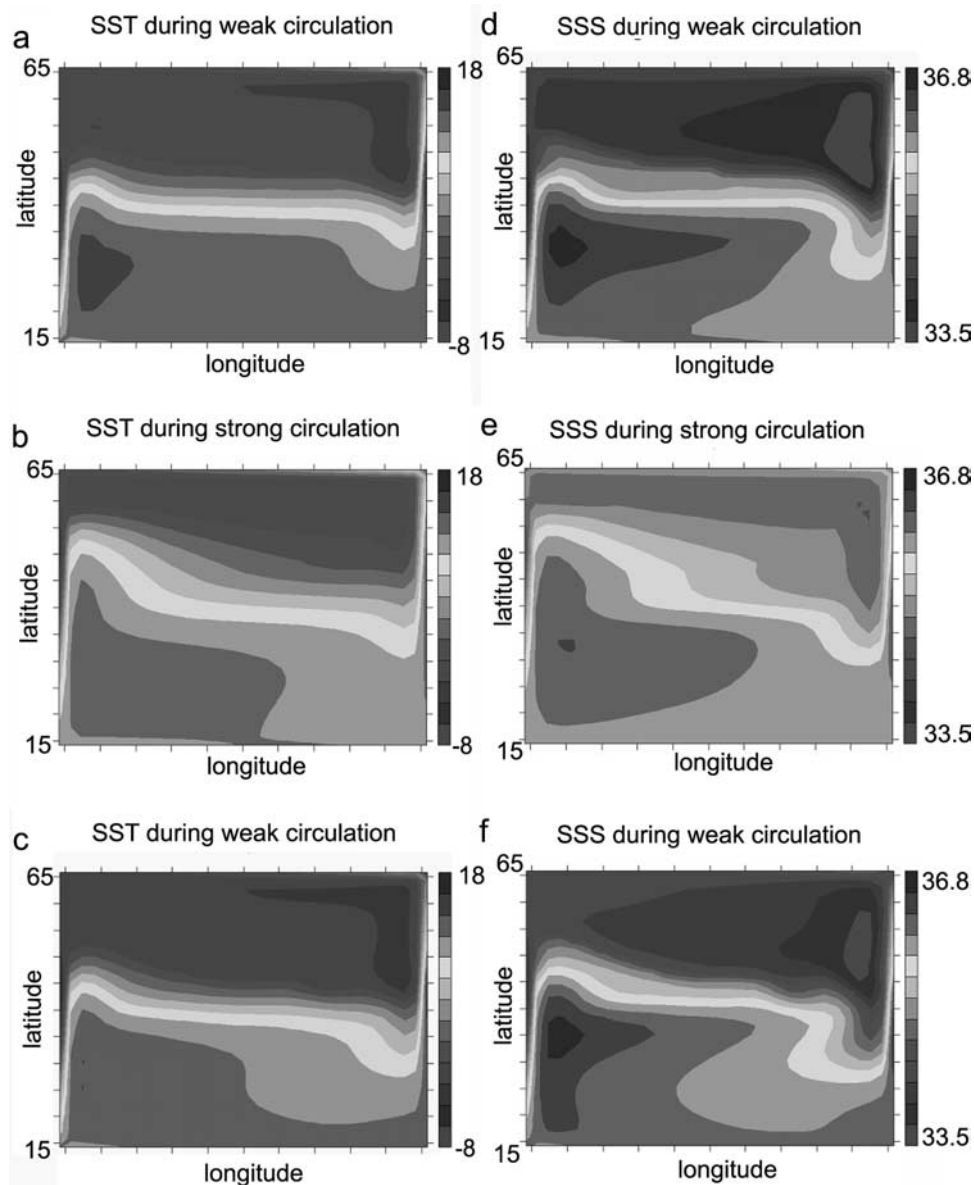 a
SST during weak circulation
65
18
latitude
15
-8
longitude
d
SSS during weak circulation
65
36.8
latitude
15
33.5
longitude
b
SST during strong circulation
65
18
latitude
15
-8
longitude
e
SSS during strong circulation
65
36.8
latitude
15
33.5
longitude
c
SST during weak circulation
65
18
latitude
15
-8
longitude
f
SSS during weak circulation
65
36.8
latitude
15
33.5
longitude